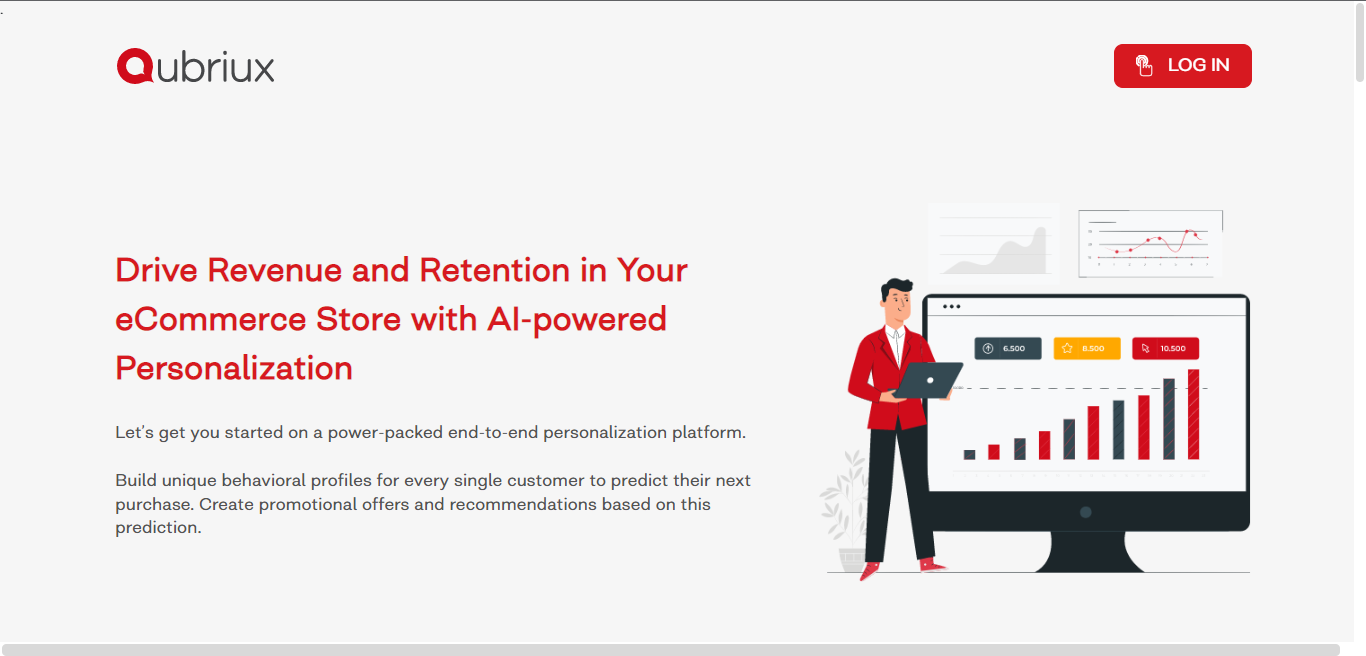 Qubriux
LOG IN
Drive Revenue and Retention in Your
eCommerce Store with AI-powered
Personalization
Let's get you started on a power-packed end-to-end personalization platform.
Build unique behavioral profiles for every single customer to predict their next
purchase. Create promotional offers and recommendations based on this
prediction.
6.500 8.500 10.500